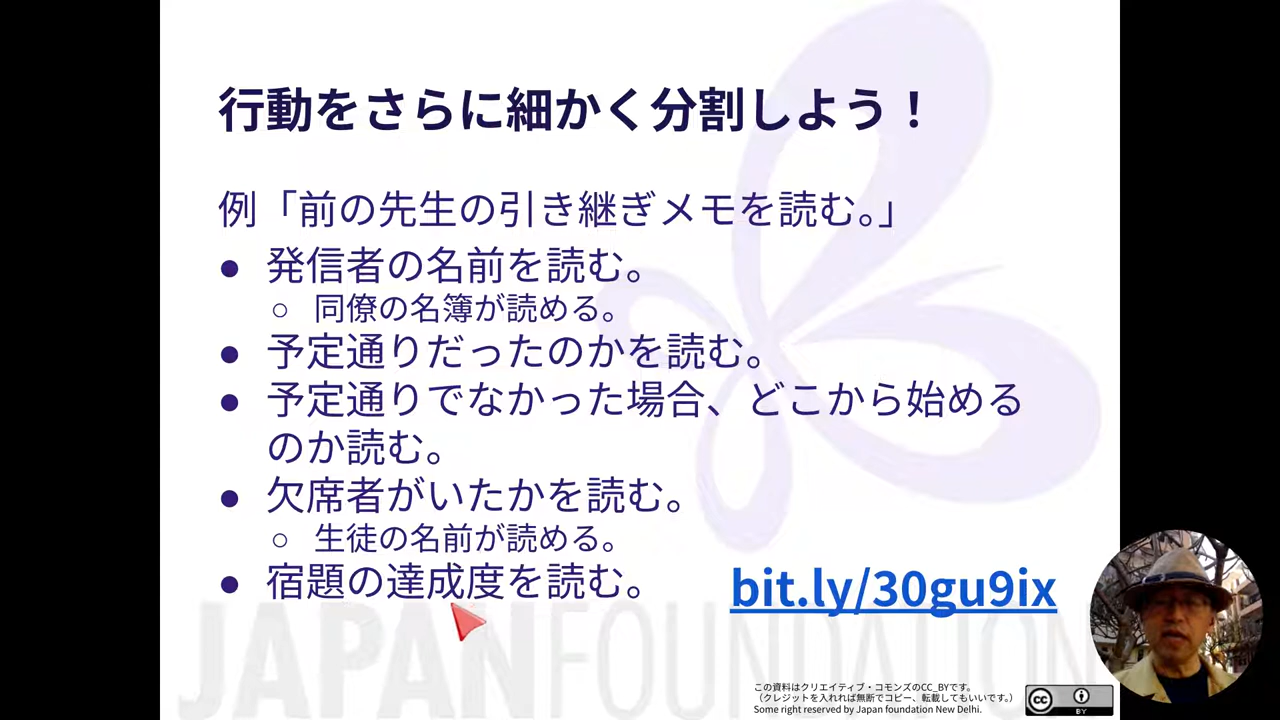 行動をさらに細かく分割しよう！
例「前の先生の引き継ぎメモを読む。」
● 発信者の名前を読む。
○ 同僚の名簿が読める。
● 予定通りだったのかを読む。
● 予定通りでなかった場合、どこから始める
のか読む。
● 欠席者がいたかを読む。
○ 生徒の名前が読める。
● 宿題の達成度を読む。
bit.ly/30gu9ix
JAPANFOUNDATION
この資料はクリエイティブ・コモンズのCC_BYです。
（クレジットを入れれば無断でコピー、転載してもいいです。）
Some right reserved by Japan foundation New Delhi.
cc
BY